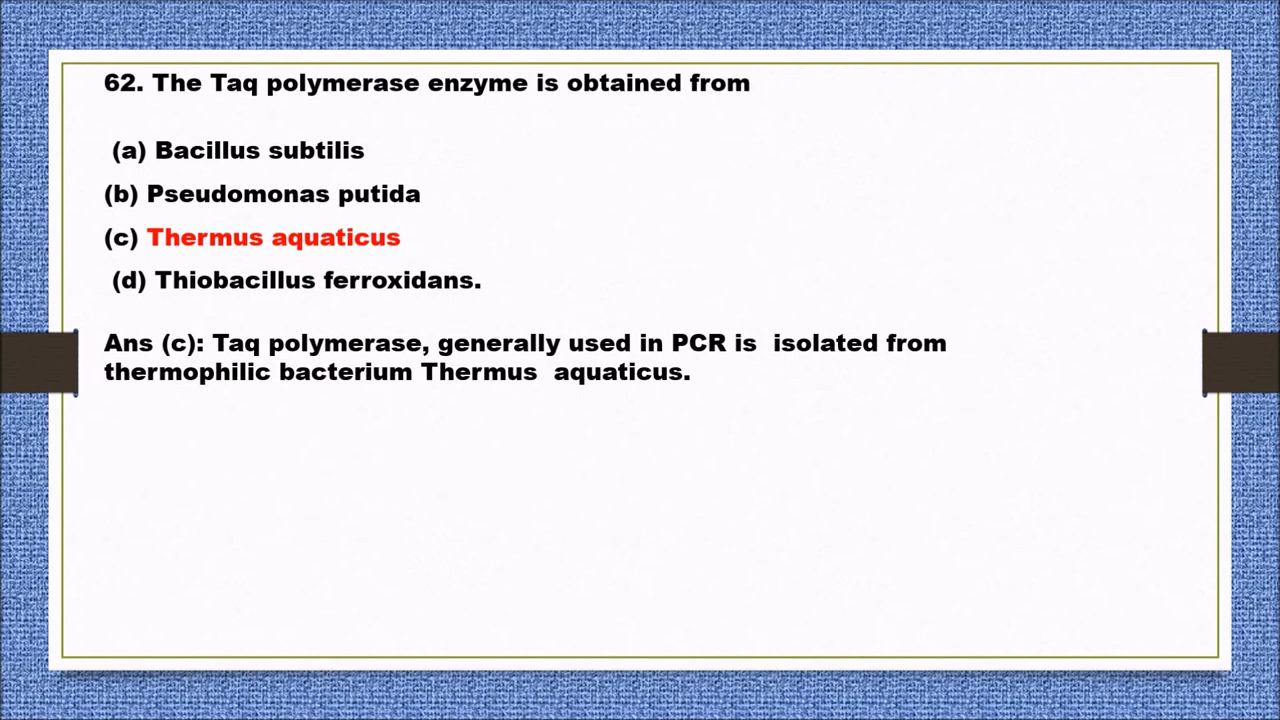 62. The Taq polymerase enzyme is obtained from
(a) Bacillus subtilis
(b) Pseudomonas putida
(c) Thermus aquaticus
(d) Thiobacillus ferroxidans.
Ans (c): Taq polymerase, generally used in PCR is isolated from
thermophilic bacterium Thermus aquaticus.